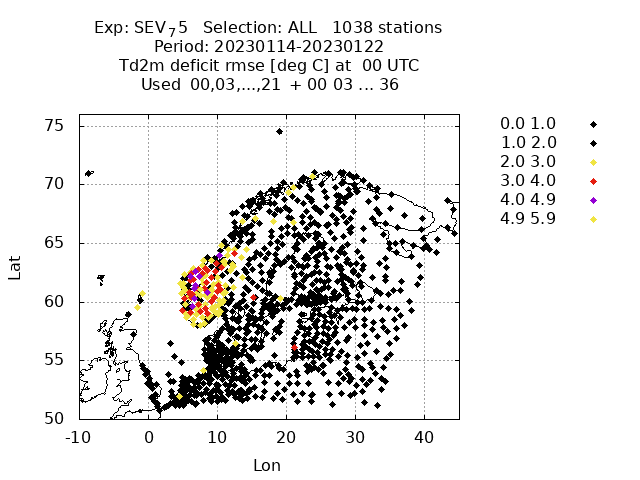 Exp: SEV₇5   Selection: ALL   1038 stations
Period: 20230114-20230122
Td2m deficit rmse [deg C] at  00 UTC
Used  00,03,...,21  + 00 03 ... 36
75
70
65
60
55
50
-10 0 10 20 30 40
Lat
Lon
0.0 1.0
1.0 2.0
2.0 3.0
3.0 4.0
4.0 4.9
4.9 5.9